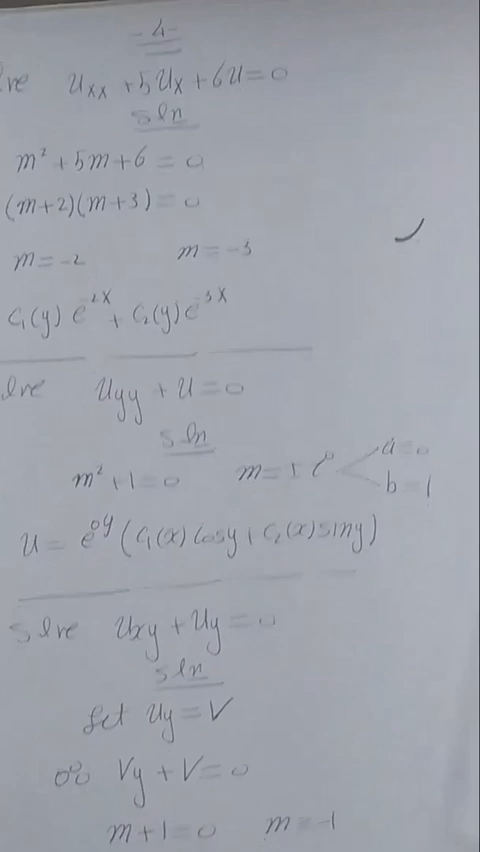 -4-
lve Uxx + 5Ux + 6U = 0
sln
m² + 5m + 6 = 0
(m+2)(m+3) = 0
m = -2 m = -3
C₁(y) e^-2x + C₂(y) e^-3x
olve Uyy + U = 0
sln
m² + 1 = 0 m = ± i a = 0
b = 1
U = e^0y (C₁(x) cosy + C₂(x) siny)
Solve Uxy + Uy = 0
sln
Let Uy = V
∴ Vy + V = 0
m + 1 = 0 m = -1